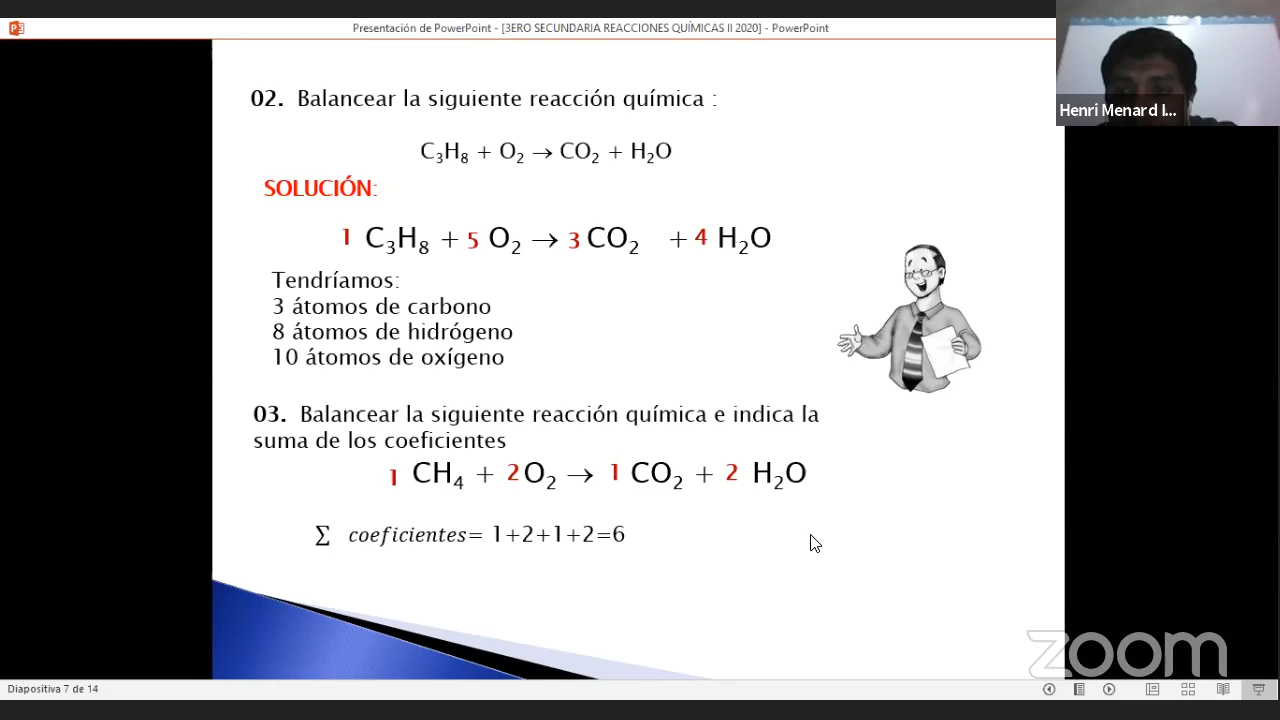 Presentación de PowerPoint - [3ERO SECUNDARIA REACCIONES QUÍMICAS II 2020] - PowerPoint
Henri Menard I...
02. Balancear la siguiente reacción química :
C₃H₈ + O₂ → CO₂ + H₂O
SOLUCIÓN:
1 C₃H₈ + 5 O₂ → 3 CO₂ + 4 H₂O
Tendríamos:
3 átomos de carbono
8 átomos de hidrógeno
10 átomos de oxígeno
03. Balancear la siguiente reacción química e indica la
suma de los coeficientes
1 CH₄ + 2 O₂ → 1 CO₂ + 2 H₂O
∑ coeficientes= 1+2+1+2=6
zoom
Diapositiva 7 de 14